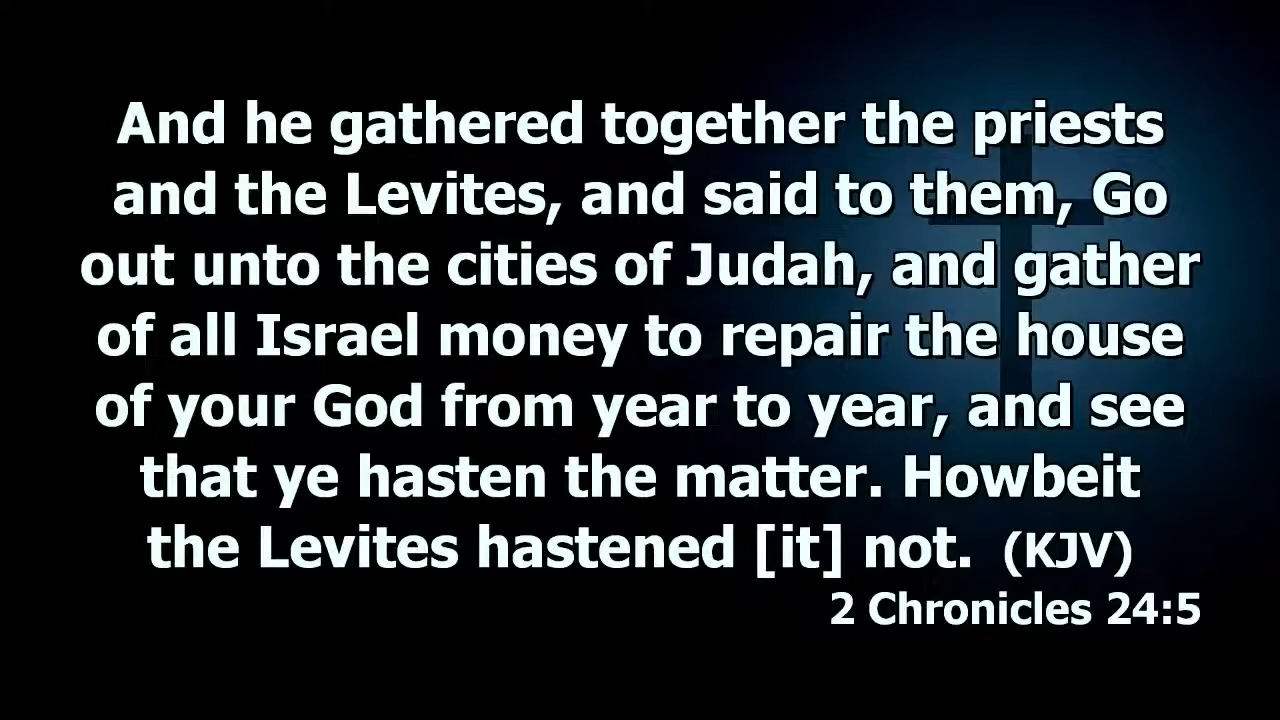 And he gathered together the priests
and the Levites, and said to them, Go
out unto the cities of Judah, and gather
of all Israel money to repair the house
of your God from year to year, and see
that ye hasten the matter. Howbeit
the Levites hastened [it] not. (KJV)
2 Chronicles 24:5